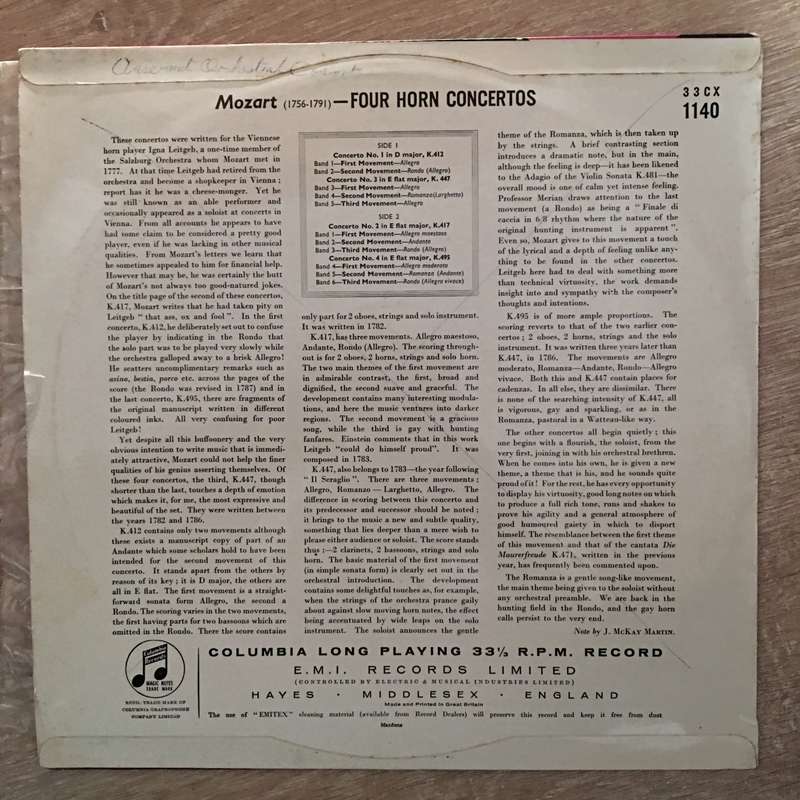 Mozart (1756-1791)—FOUR HORN CONCERTOS
33CX
1140
These concertos were written for the Viennese
horn player Igna Leitgeb, a one-time member of
the Salzburg Orchestra whom Mozart met in
1777. At that time Leitgeb had retired from the
orchestra and become a shopkeeper in Vienna;
report has it he was a cheese-monger. Yet he
was still known as an able performer and
occasionally appeared as a soloist at concerts in
Vienna. From all accounts he appears to have
had some claim to be considered a pretty good
player, even if he was lacking in other musical
qualities. From Mozart's letters we learn that
he sometimes appealed to him for financial help.
However that may be, he was certainly the butt
of Mozart's not always too good-natured jokes.
On the title page of the second of these concertos,
K.417, Mozart writes that he had taken pity on
Leitgeb " that ass, ox and fool ". In the first
concerto, K.412, he deliberately set out to confuse
the player by indicating in the Rondo that
the solo part was to be played very slowly while
the orchestra galloped away to a brisk Allegro!
He scatters uncomplimentary remarks such as
asino, bestia, porco etc. across the pages of the
score (the Rondo was revised in 1787) and in
the last concerto, K.495, there are fragments of
the original manuscript written in different
coloured inks. All very confusing for poor
Leitgeb!
Yet despite all this buffoonery and the very
obvious intention to write music that is immedi-
ately attractive, Mozart could not help the finer
qualities of his genius asserting themselves. Of
these four concertos, the third, K.447, though
shorter than the last, touches a depth of emotion
which makes it, for me, the most expressive and
beautiful of the set. They were written between
the years 1782 and 1786.
K.412 contains only two movements although
there exists a manuscript copy of part of an
Andante which some scholars hold to have been
intended for the second movement of this
concerto. It stands apart from the others by
reason of its key; it is D major, the others are
all in E flat. The first movement is a straight-
forward sonata form Allegro, the second a
Rondo. The scoring varies in the two movements,
the first having parts for two bassoons which are
omitted in the Rondo. There the score contains
SIDE 1
Concerto No. 1 in D major, K.412
Band 1—First Movement—Allegro
Band 2—Second Movement—Rondo (Allegro)
Concerto No. 3 in E flat major, K. 447
Band 3—First Movement—Allegro
Band 4—Second Movement—Romanza(Larghetto)
Band 5—Third Movement—Allegro
SIDE 2
Concerto No. 2 in E flat major, K.417
Band 1—First Movement—Allegro maestoso
Band 2—Second Movement—Andante
Band 3—Third Movement—Rondo (Allegro)
Concerto No. 4 in E flat major, K.495
Band 4—First Movement—Allegro moderato
Band 5—Second Movement—Romanza (Andante)
Band 6—Third Movement—Rondo (Allegro vivace)
only part for 2 oboes, strings and solo instrument.
It was written in 1782.
K.417, has three movements. Allegro maestoso,
Andante, Rondo (Allegro). The scoring through-
out is for 2 oboes, 2 horns, strings and solo horn.
The two main themes of the first movement are
in admirable contrast, the first, broad and
dignified, the second suave and graceful. The
development contains many interesting modula-
tions, and here the music ventures into darker
regions. The second movement is a gracious
song, while the third is gay with hunting
fanfares. Einstein comments that in this work
Leitgeb "could do himself proud". It was
composed in 1783.
K.447, also belongs to 1783—the year following
" Il Seraglio ". There are three movements;
Allegro, Romanzo — Larghetto, Allegro. The
difference in scoring between this concerto and
its predecessor and successor should be noted;
it brings to the music a new and subtle quality,
something that lies deeper than a mere wish to
please either audience or soloist. The score stands
thus :—2 clarinets, 2 bassoons, strings and solo
horn. The basic material of the first movement
(in simple sonata form) is clearly set out in the
orchestral introduction. The development
contains some delightful touches as, for example,
when the strings of the orchestra prance gaily
about against slow moving horn notes, the effect
being accentuated by wide leaps on the solo
instrument. The soloist announces the gentle
theme of the Romanza, which is then taken up
by the strings. A brief contrasting section
introduces a dramatic note, but in the main,
although the feeling is deep—it has been likened
to the Adagio of the Violin Sonata K.481—the
overall mood is one of calm yet intense feeling.
Professor Merian draws attention to the last
movement (a Rondo) as being a " Finale di
caccia in 6/8 rhythm where the nature of the
original hunting instrument is apparent ".
Even so, Mozart gives to this movement a touch
of the lyrical and a depth of feeling unlike any-
thing to be found in the other concertos.
Leitgeb here had to deal with something more
than technical virtuosity, the work demands
insight into and sympathy with the composer's
thoughts and intentions.
K.495 is of more ample proportions. The
scoring reverts to that of the two earlier con-
certos; 2 oboes, 2 horns, strings and the solo
instrument. It was written three years later than
K.447, in 1786. The movements are Allegro
moderato, Romanza—Andante, Rondo—Allegro
vivace. Both this and K.447 contain places for
cadenzas. In all else, they are dissimilar. There
is none of the searching intensity of K.447, all
is vigorous, gay and sparkling, or as in the
Romanza, pastoral in a Watteau-like way.
The other concertos all begin quietly; this
one begins with a flourish, the soloist, from the
very first, joining in with his orchestral brethren.
When he comes into his own, he is given a new
theme, a theme that is his, and he sounds quite
proud of it! For the rest, he has every opportunity
to display his virtuosity, good long notes on which
to produce a full rich tone, runs and shakes to
prove his agility and a general atmosphere of
good humoured gaiety in which to disport
himself. The resemblance between the first theme
of this movement and that of the cantata Die
Maurerfreude K.471, written in the previous
year, has frequently been commented upon.
The Romanza is a gentle song-like movement,
the main theme being given to the soloist without
any orchestral preamble. We are back in the
hunting field in the Rondo, and the gay horn
calls persist to the very end.
Note by J. McKAY MARTIN.
Columbia
Records
MAGIC NOTES
TRADE MARK
REGD. TRADE-MARK OF
COLUMBIA GRAPHOPHONE
COMPANY LIMITED
COLUMBIA LONG PLAYING 33⅓ R.P.M. RECORD
E.M.I. RECORDS LIMITED
(CONTROLLED BY ELECTRIC & MUSICAL INDUSTRIES LIMITED)
HAYES · MIDDLESEX · ENGLAND
Made and Printed in Great Britain
The use of "EMITEX" cleaning material (available from Record Dealers) will preserve this record and keep it free from dust